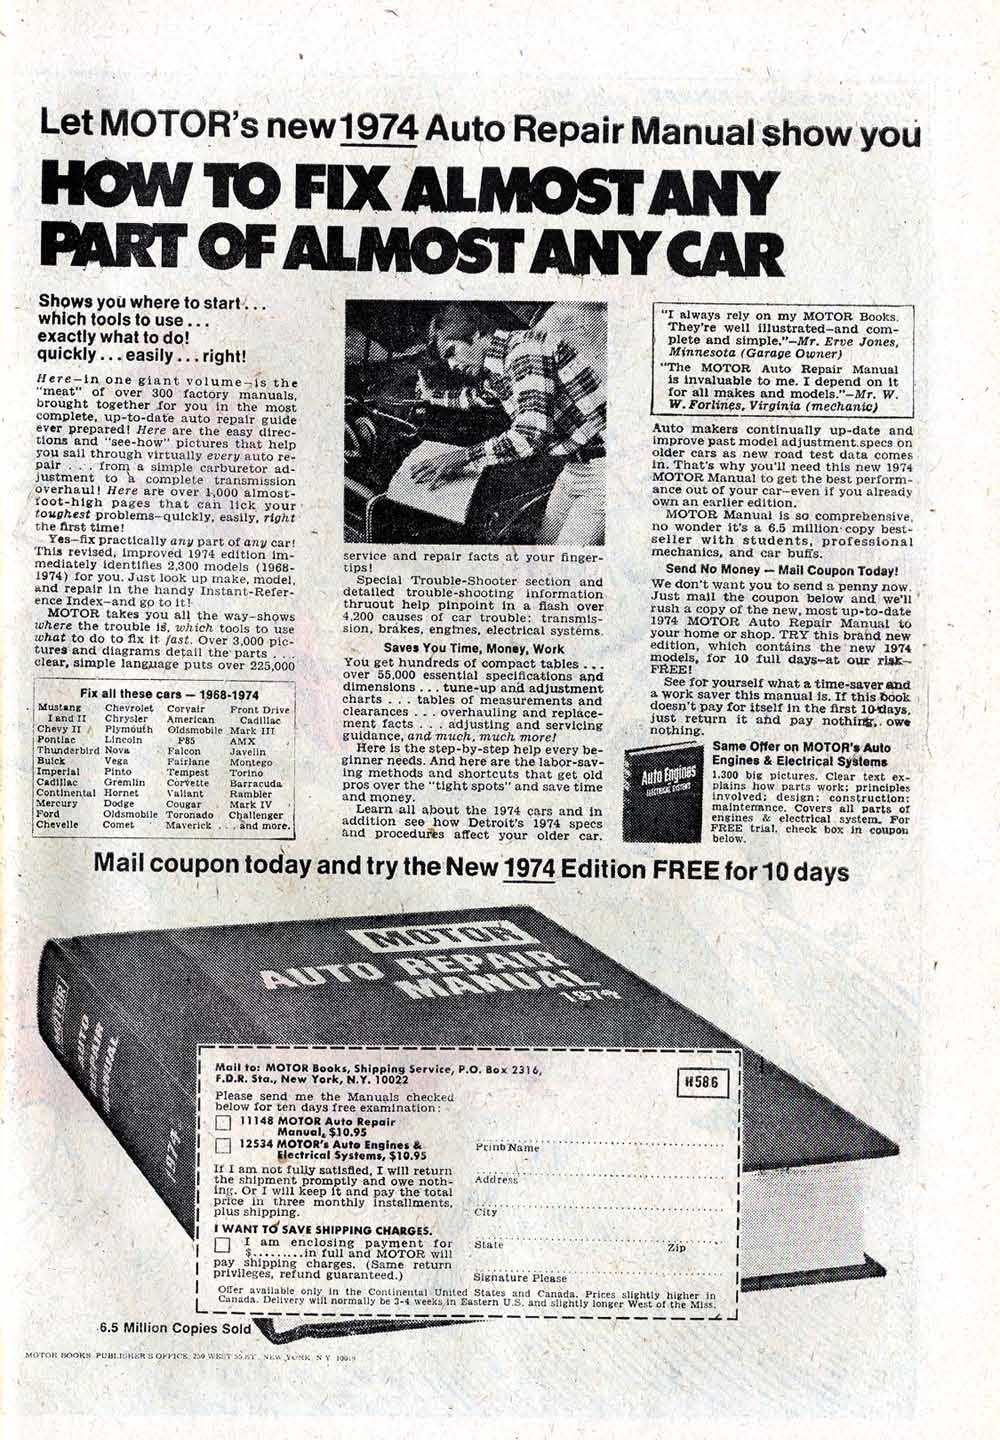 Let MOTOR's new 1974 Auto Repair Manual show you
HOW TO FIX ALMOST ANY
PART OF ALMOST ANY CAR
Shows you where to start...
which tools to use...
exactly what to do!
quickly...easily...right!
Here—in one giant volume—is the
"meat" of over 300 factory manuals,
brought together for you in the most
complete, up-to-date auto repair guide
ever prepared! Here are the easy direc-
tions and "see-how" pictures that help
you sail through virtually every auto re-
pair . . . from a simple carburetor ad-
justment to a complete transmission
overhaul! Here are over 1,000 almost-
foot-high pages that can lick your
toughest problems—quickly, easily, right
the first time!
Yes—fix practically any part of any car!
This revised, improved 1974 edition im-
mediately identifies 2,300 models (1968-
1974) for you. Just look up make, model,
and repair in the handy Instant-Refer-
ence Index—and go to it!
MOTOR takes you all the way—shows
where the trouble is, which tools to use
what to do to fix it fast. Over 3,000 pic-
tures and diagrams detail the parts . . .
clear, simple language puts over 225,000
Fix all these cars — 1968-1974
Mustang Chevrolet Corvair Front Drive
I and II Chrysler American Cadillac
Chevy II Plymouth Oldsmobile Mark III
Pontiac Lincoln F85 AMX
Thunderbird Nova Falcon Javelin
Buick Vega Fairlane Montego
Imperial Pinto Tempest Torino
Cadillac Gremlin Corvette Barracuda
Continental Hornet Valiant Rambler
Mercury Dodge Cougar Mark IV
Ford Oldsmobile Toronado Challenger
Chevelle Comet Maverick . . . and more.
service and repair facts at your finger-
tips!
Special Trouble-Shooter section and
detailed trouble-shooting information
thruout help pinpoint in a flash over
4,200 causes of car trouble: transmis-
sion, brakes, engines, electrical systems.
Saves You Time, Money, Work
You get hundreds of compact tables . . .
over 55,000 essential specifications and
dimensions . . . tune-up and adjustment
charts . . . tables of measurements and
clearances . . . overhauling and replace-
ment facts . . . adjusting and servicing
guidance, and much, much more!
Here is the step-by-step help every be-
ginner needs. And here are the labor-sav-
ing methods and shortcuts that get old
pros over the "tight spots" and save time
and money.
Learn all about the 1974 cars and in
addition see how Detroit's 1974 specs
and procedures affect your older car.
"I always rely on my MOTOR Books.
They're well illustrated—and com-
plete and simple."—Mr. Erve Jones,
Minnesota (Garage Owner)
"The MOTOR Auto Repair Manual
is invaluable to me. I depend on it
for all makes and models."—Mr. W.
W. Forlines, Virginia (mechanic)
Auto makers continually up-date and
improve past model adjustment specs on
older cars as new road test data comes
in. That's why you'll need this new 1974
MOTOR Manual to get the best perform-
ance out of your car—even if you already
own an earlier edition.
MOTOR Manual is so comprehensive,
no wonder it's a 6.5 million copy best-
seller with students, professional
mechanics, and car buffs.
Send No Money — Mail Coupon Today!
We don't want you to send a penny now.
Just mail the coupon below and we'll
rush a copy of the new, most up-to-date
1974 MOTOR Auto Repair Manual to
your home or shop. TRY this brand new
edition, which contains the new 1974
models, for 10 full days—at our risk—
FREE!
See for yourself what a time-saver and
a work saver this manual is. If this book
doesn't pay for itself in the first 10 days,
just return it and pay nothing, owe
nothing.
Auto Engines
ELECTRICAL SYSTEMS
Same Offer on MOTOR's Auto
Engines & Electrical Systems
1,300 big pictures. Clear text ex-
plains how parts work; principles
involved; design; construction;
maintenance. Covers all parts of
engines & electrical system. For
FREE trial, check box in coupon
below.
Mail coupon today and try the New 1974 Edition FREE for 10 days
MOTOR
AUTO REPAIR
MANUAL
1974
MOTOR
AUTO
REPAIR
MANUAL
1974
Mail to: MOTOR Books, Shipping Service, P.O. Box 2316,
F.D.R. Sta., New York, N.Y. 10022
H586
Please send me the Manuals checked
below for ten days free examination:
11148 MOTOR Auto Repair
Manual, $10.95
12534 MOTOR's Auto Engines &
Electrical Systems, $10.95
If I am not fully satisfied, I will return
the shipment promptly and owe noth-
ing. Or I will keep it and pay the total
price in three monthly installments,
plus shipping.
I WANT TO SAVE SHIPPING CHARGES.
I am enclosing payment for
$.........in full and MOTOR will
pay shipping charges. (Same return
privileges, refund guaranteed.)
Print Name
Address
City
State Zip
Signature Please
Offer available only in the Continental United States and Canada. Prices slightly higher in
Canada. Delivery will normally be 3-4 weeks in Eastern U.S. and slightly longer West of the Miss.
6.5 Million Copies Sold
MOTOR BOOKS PUBLISHER'S OFFICE, 250 WEST 55 ST., NEW YORK, N.Y. 10019